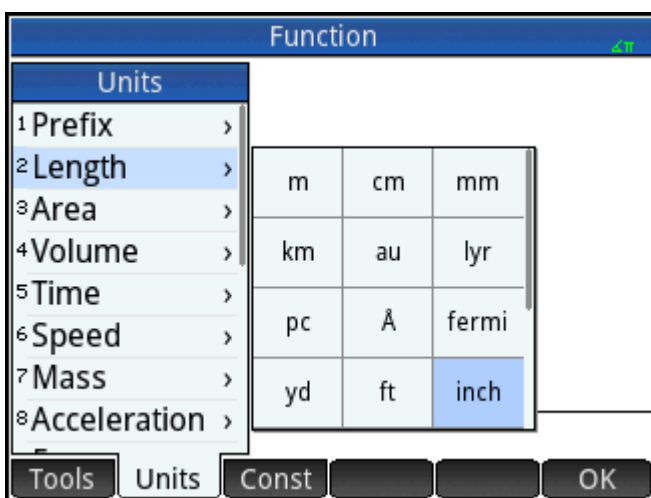 Function
∡π
Units
1 Prefix >
2 Length >
3 Area >
4 Volume >
5 Time >
6 Speed >
7 Mass >
8 Acceleration >
m cm mm
km au lyr
pc Å fermi
yd ft inch
Tools Units Const OK